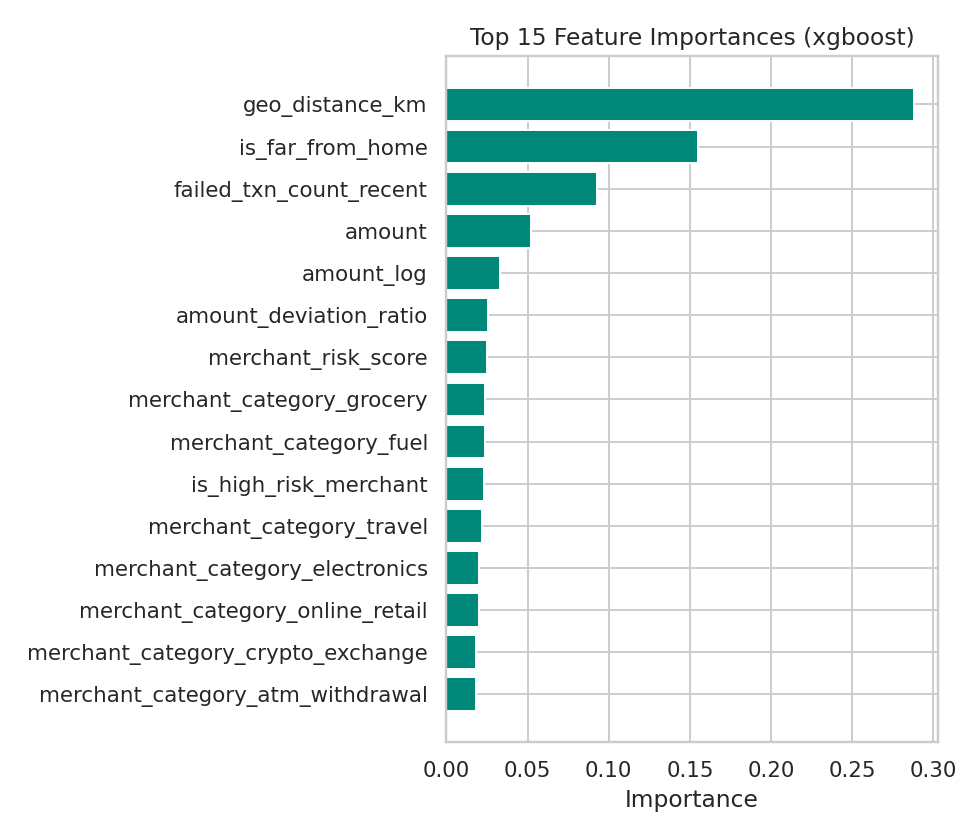 Top 15 Feature Importances (xgboost)
geo_distance_km
is_far_from_home
failed_txn_count_recent
amount
amount_log
amount_deviation_ratio
merchant_risk_score
merchant_category_grocery
merchant_category_fuel
is_high_risk_merchant
merchant_category_travel
merchant_category_electronics
merchant_category_online_retail
merchant_category_crypto_exchange
merchant_category_atm_withdrawal
0.00 0.05 0.10 0.15 0.20 0.25 0.30
Importance